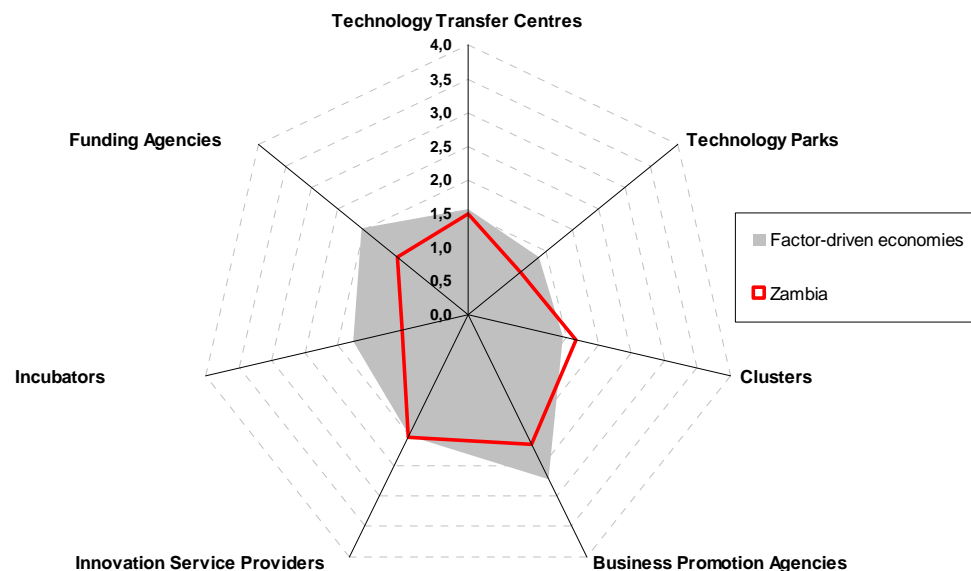 Technology Transfer Centres
4,0
3,5
3,0
2,5
2,0
1,5
1,0
0,5
0,0
Funding Agencies
Technology Parks
Factor-driven economies
Zambia
Incubators
Clusters
Innovation Service Providers
Business Promotion Agencies